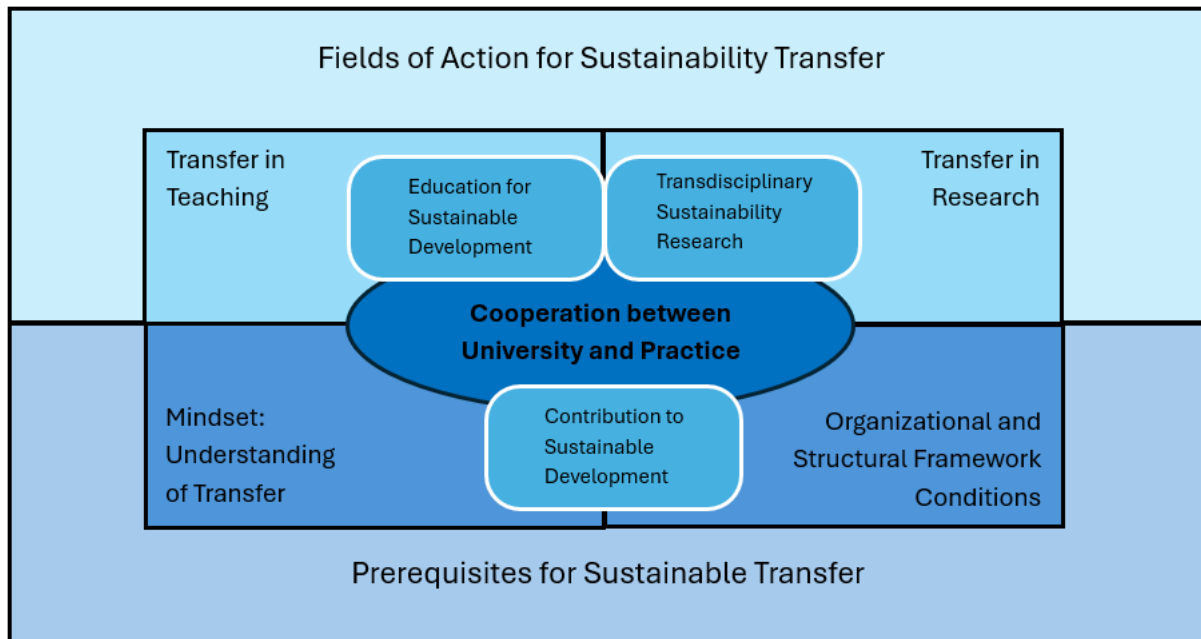 Fields of Action for Sustainability Transfer
Transfer in
Teaching
Education for
Sustainable
Development
Transdisciplinary
Sustainability
Research
Transfer in
Research
Cooperation between
University and Practice
Mindset:
Understanding
of Transfer
Contribution to
Sustainable
Development
Organizational and
Structural Framework
Conditions
Prerequisites for Sustainable Transfer